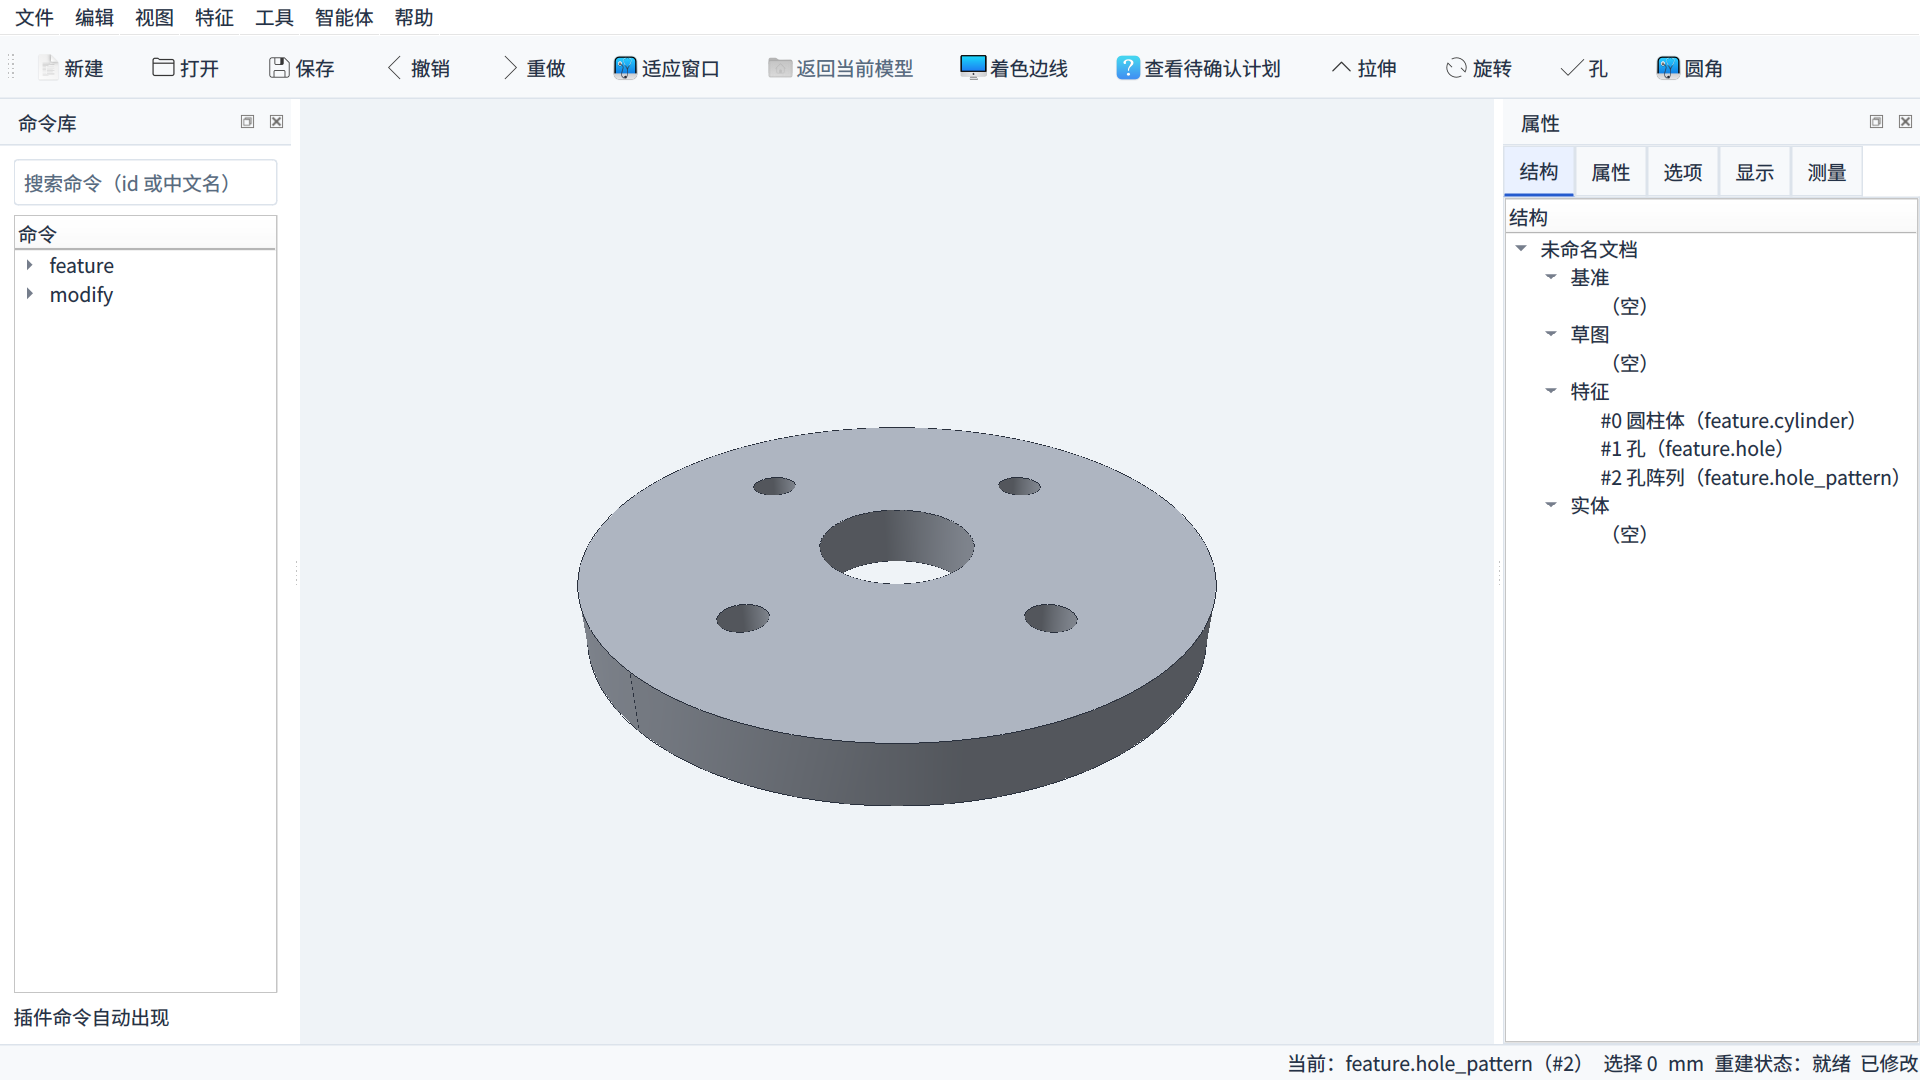 文件 编辑 视图 特征 工具 智能体 帮助
新建 打开 保存 撤销 重做 适应窗口 返回当前模型 着色边线 ? 查看待确认计划 拉伸 旋转 孔 圆角
命令库
搜索命令（id 或中文名）
命令
feature
modify
插件命令自动出现
属性
结构 属性 选项 显示 测量
结构
未命名文档
基准
（空）
草图
（空）
特征
#0 圆柱体（feature.cylinder）
#1 孔（feature.hole）
#2 孔阵列（feature.hole_pattern）
实体
（空）
当前：feature.hole_pattern（#2） 选择 0 mm 重建状态：就绪 已修改